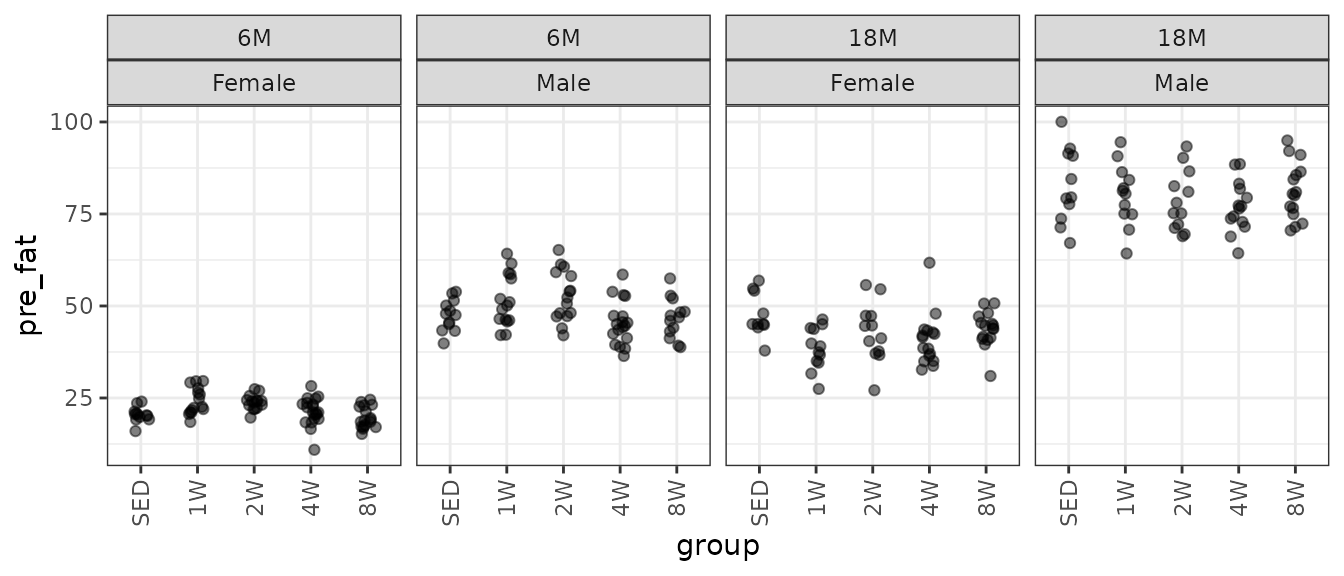 6M 6M 18M 18M
Female Male Female Male
100
75
50
25
pre_fat
SED 1W 2W 4W 8W SED 1W 2W 4W 8W SED 1W 2W 4W 8W SED 1W 2W 4W 8W
group